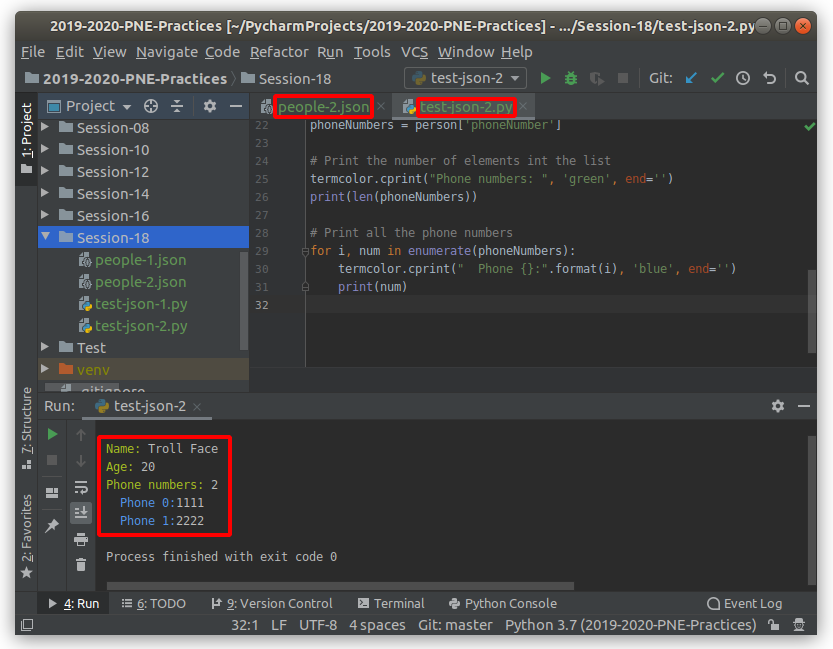 2019-2020-PNE-Practices [~/PycharmProjects/2019-2020-PNE-Practices] - .../Session-18/test-json-2.py
File Edit View Navigate Code Refactor Run Tools VCS Window Help
2019-2020-PNE-Practices Session-18 test-json-2 Git:
1: Project
Project
people-2.json test-json-2.py
Session-08
Session-10
Session-12
Session-14
Session-16
Session-18
people-1.json
people-2.json
test-json-1.py
test-json-2.py
Test
venv
.gitignore
22 phoneNumbers = person['phoneNumber']
23
24 # Print the number of elements int the list
25 termcolor.cprint("Phone numbers: ", 'green', end='')
26 print(len(phoneNumbers))
27
28 # Print all the phone numbers
29 for i, num in enumerate(phoneNumbers):
30 termcolor.cprint("  Phone {}:".format(i), 'blue', end='')
31 print(num)
32
7: Structure
2: Favorites
Run: test-json-2
Name: Troll Face
Age: 20
Phone numbers: 2
Phone 0:1111
Phone 1:2222
Process finished with exit code 0
4: Run 6: TODO 9: Version Control Terminal Python Console Event Log
32:1 LF UTF-8 4 spaces Git: master Python 3.7 (2019-2020-PNE-Practices)